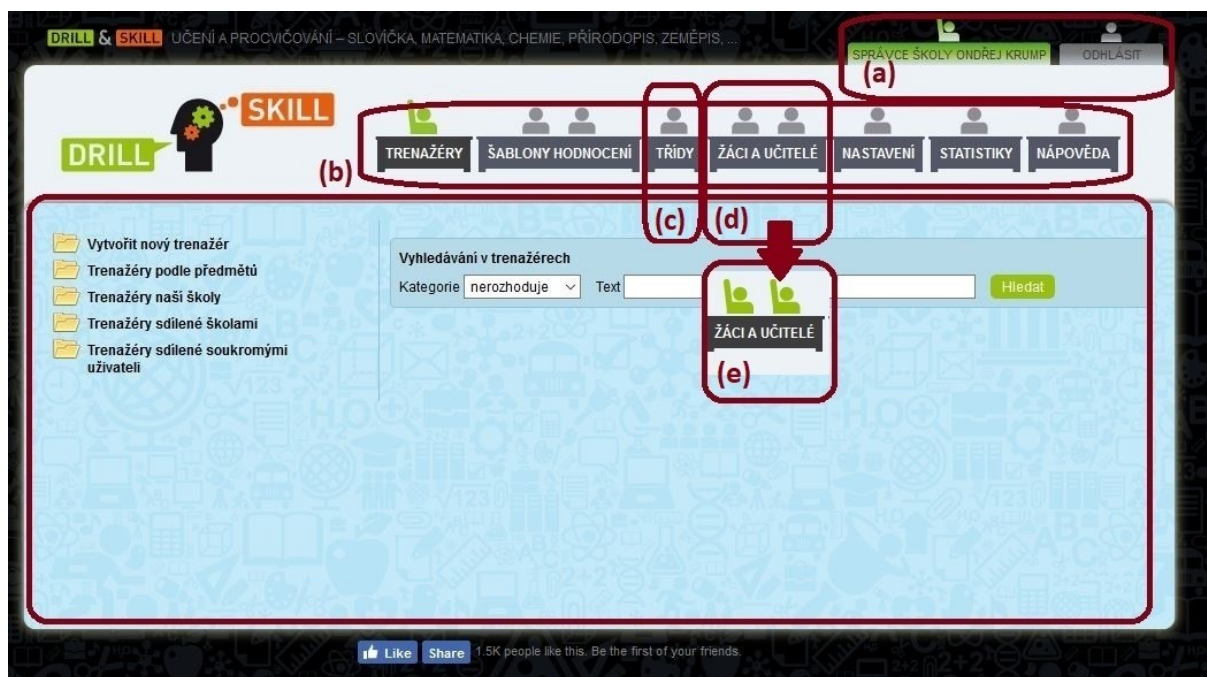 DRILL & SKILL UČENÍ A PROCVIČOVÁNÍ – SLOVÍČKA, MATEMATIKA, CHEMIE, PŘÍRODOPIS, ZEMĚPIS, ...
SPRÁVCE ŠKOLY ONDŘEJ KRUMP
ODHLÁSIT
(a)
DRILL SKILL
(b)
TRENAŽÉRY ŠABLONY HODNOCENÍ TŘÍDY ŽÁCI A UČITELÉ NASTAVENÍ STATISTIKY NÁPOVĚDA
(c)
(d)
Vytvořit nový trenažér
Trenažéry podle předmětů
Trenažéry naší školy
Trenažéry sdílené školami
Trenažéry sdílené soukromými
uživateli
Vyhledávání v trenažérech
Kategorie nerozhoduje Text Hledat
ŽÁCI A UČITELÉ
(e)
Like Share 1.5K people like this. Be the first of your friends.